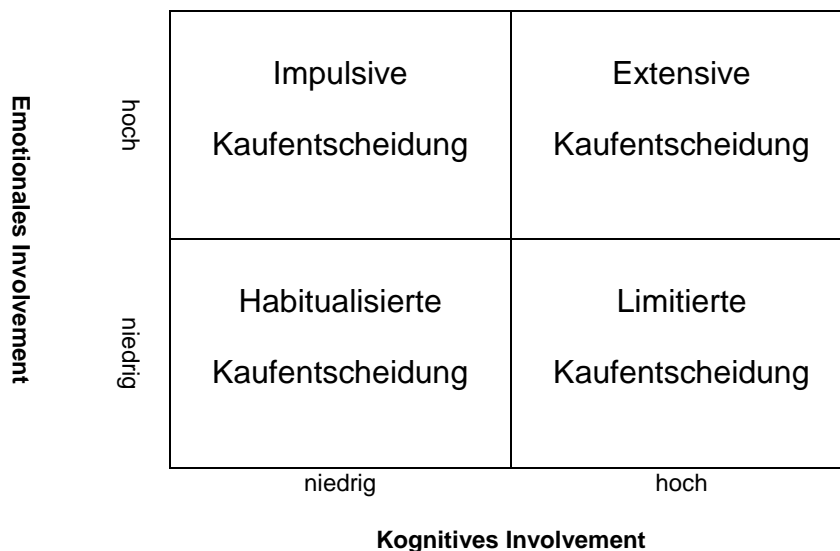 Emotionales Involvement
hoch
Impulsive
Kaufentscheidung
Extensive
Kaufentscheidung
niedrig
Habitualisierte
Kaufentscheidung
Limitierte
Kaufentscheidung
niedrig
hoch
Kognitives Involvement